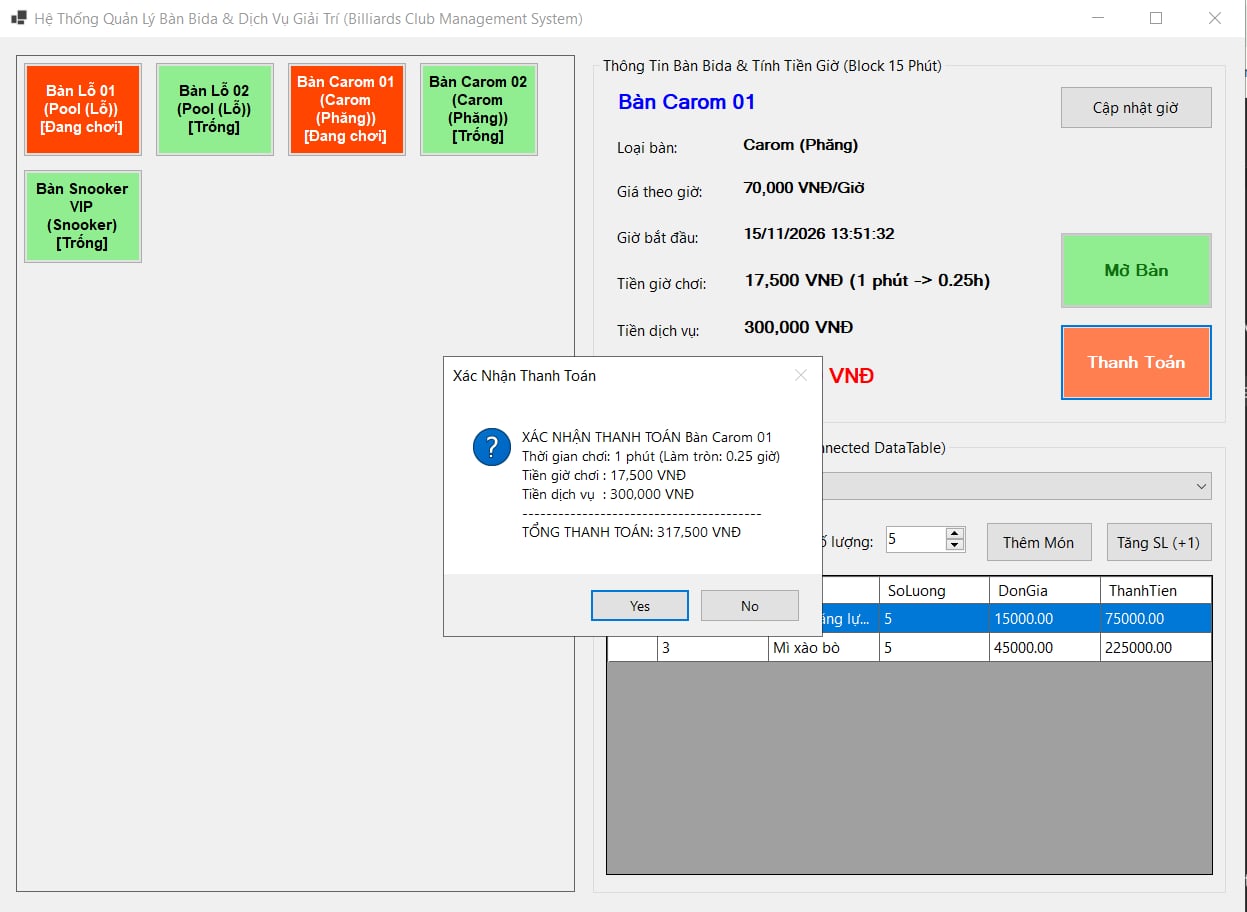 Hệ Thống Quản Lý Bàn Bida & Dịch Vụ Giải Trí (Billiards Club Management System)
Bàn Lỗ 01
(Pool (Lỗ))
[Đang chơi]
Bàn Lỗ 02
(Pool (Lỗ))
[Trống]
Bàn Carom 01
(Carom
(Phăng))
[Đang chơi]
Bàn Carom 02
(Carom
(Phăng))
[Trống]
Bàn Snooker
VIP
(Snooker)
[Trống]
Thông Tin Bàn Bida & Tính Tiền Giờ (Block 15 Phút)
Bàn Carom 01
Cập nhật giờ
Loại bàn: Carom (Phăng)
Giá theo giờ: 70,000 VNĐ/Giờ
Giờ bắt đầu: 15/11/2026 13:51:32
Mở Bàn
Tiền giờ chơi: 17,500 VNĐ (1 phút -> 0.25h)
Tiền dịch vụ: 300,000 VNĐ
Thanh Toán
VNĐ
Xác Nhận Thanh Toán
XÁC NHẬN THANH TOÁN Bàn Carom 01
Thời gian chơi: 1 phút (Làm tròn: 0.25 giờ)
Tiền giờ chơi : 17,500 VNĐ
Tiền dịch vụ : 300,000 VNĐ
----------------------------------------
TỔNG THANH TOÁN: 317,500 VNĐ
Yes No
DataTable)
lượng: 5 Thêm Món Tăng SL (+1)
SoLuong DonGia ThanhTien
lự... 5 15000.00 75000.00
3 Mì xào bò 5 45000.00 225000.00